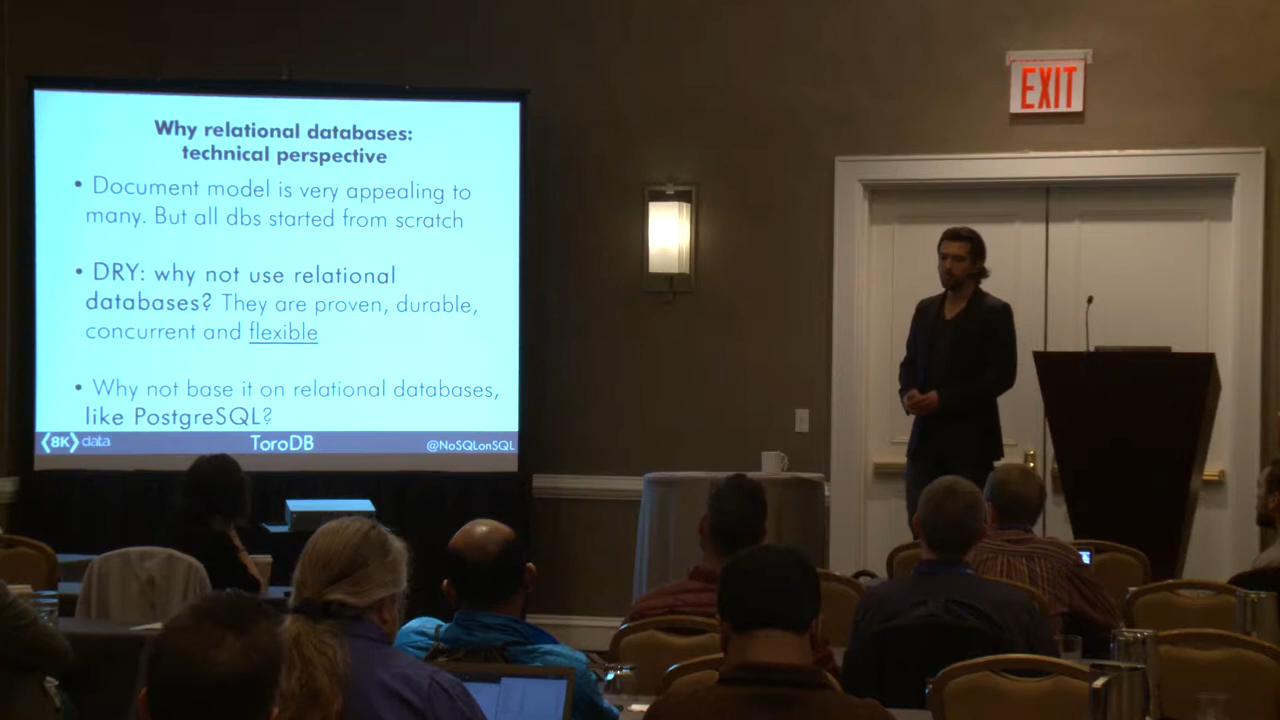 EXIT
Why relational databases:
technical perspective
• Document model is very appealing to
many. But all dbs started from scratch
• DRY: why not use relational
databases? They are proven, durable,
concurrent and flexible
• Why not base it on relational databases,
like PostgreSQL?
⟨8K⟩data
ToroDB
@NoSQLonSQL